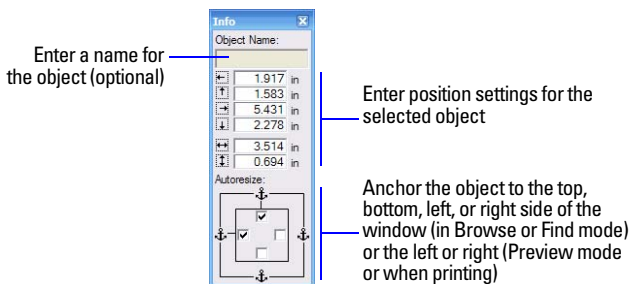 Info
Object Name:
Enter a name for
the object (optional)
1.917 in
1.583 in
5.431 in
2.278 in
3.514 in
0.694 in
Enter position settings for the
selected object
Autoresize:
Anchor the object to the top,
bottom, left, or right side of the
window (in Browse or Find mode)
or the left or right (Preview mode
or when printing)